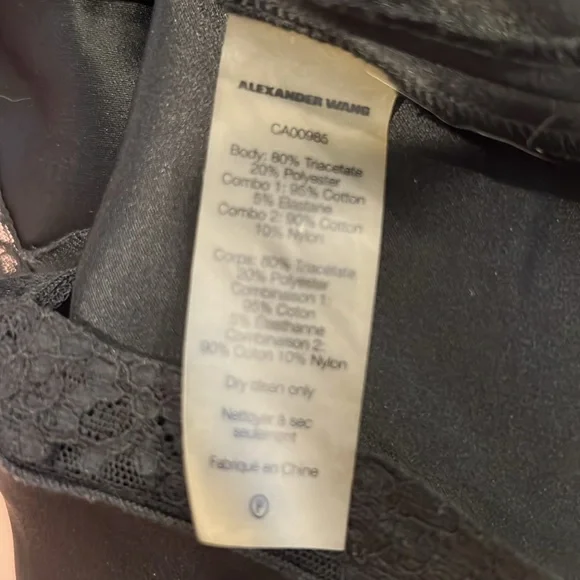 ALEXANDER WANG
CA00985
Body: 80% Triacetate
20% Polyester
Combo 1: 95% Cotton
5% Elastane
Combo 2: 90% Cotton
10% Nylon
Corps: 80% Triacetate
20% Polyester
Combinaison 1:
95% Coton
5% Elasthanne
Combinaison 2:
90% Coton 10% Nylon
Dry clean only
Nettoyer à sec
seulement
Fabriqué en Chine
P